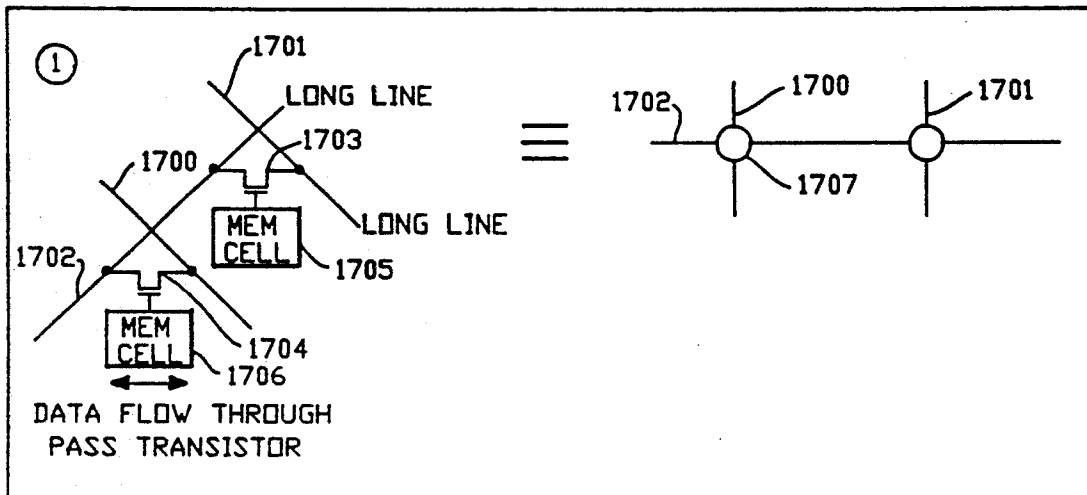 1
1701
LONG LINE
1703
1700
MEM
CELL
1705
LONG LINE
1702
MEM
CELL
1704
1706
DATA FLOW THROUGH
PASS TRANSISTOR
1702
1700
1701
1707